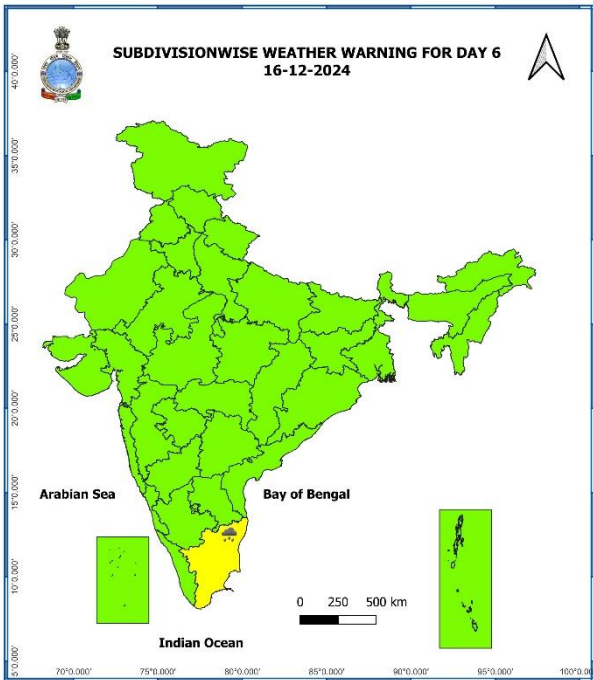 SUBDIVISIONWISE WEATHER WARNING FOR DAY 6
16-12-2024
40°0.000'
35°0.000'
30°0.000'
25°0.000'
20°0.000'
15°0.000'
10°0.000'
5°0.000'
Arabian Sea
Bay of Bengal
0 250 500 km
Indian Ocean
70°0.000' 75°0.000' 80°0.000' 85°0.000' 90°0.000' 95°0.000' 100°0.0